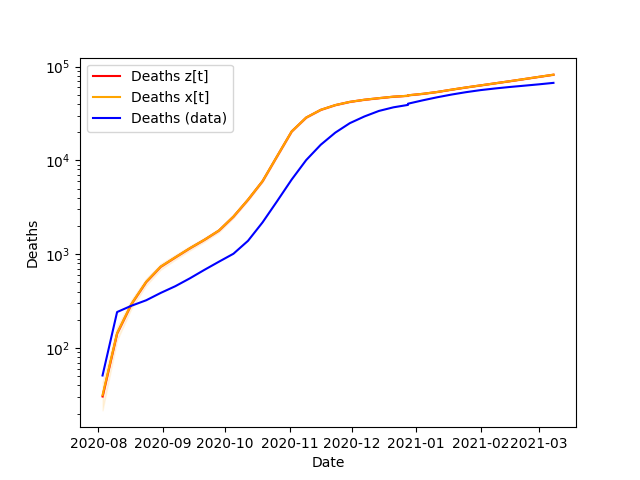 Deaths z[t]
Deaths x[t]
Deaths (data)
10^5
10^4
10^3
10^2
Deaths
2020-08 2020-09 2020-10 2020-11 2020-12 2021-01 2021-02 2021-03
Date